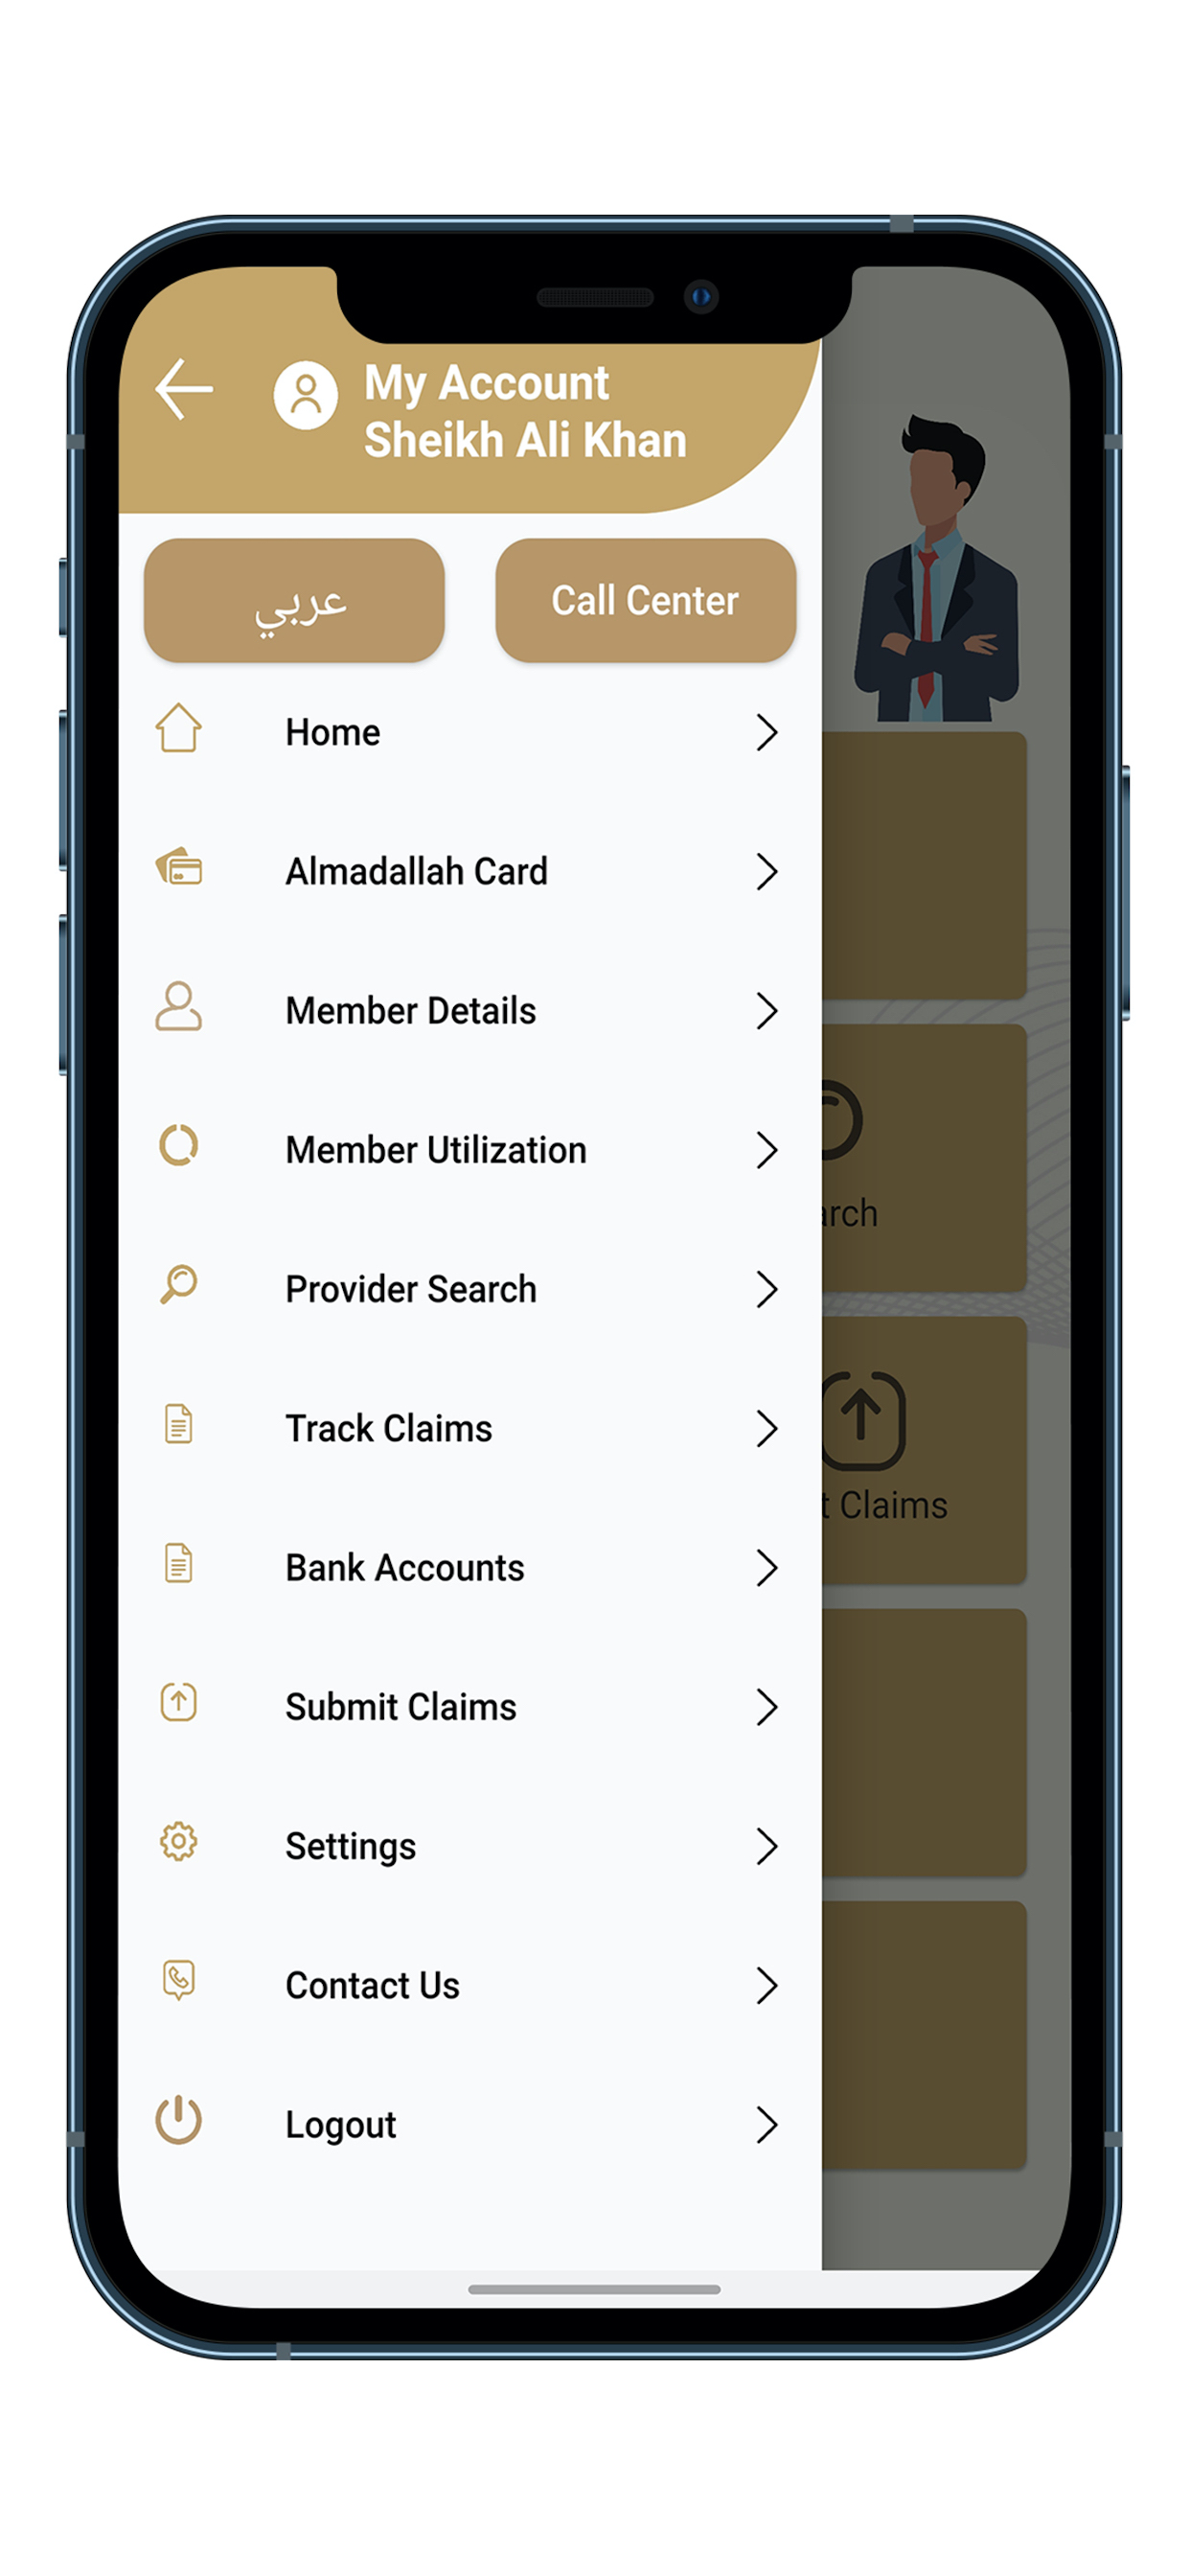 My Account
Sheikh Ali Khan
عربي
Call Center
Home
Almadallah Card
Member Details
Member Utilization
Provider Search
arch
Track Claims
t Claims
Bank Accounts
Submit Claims
Settings
Contact Us
Logout